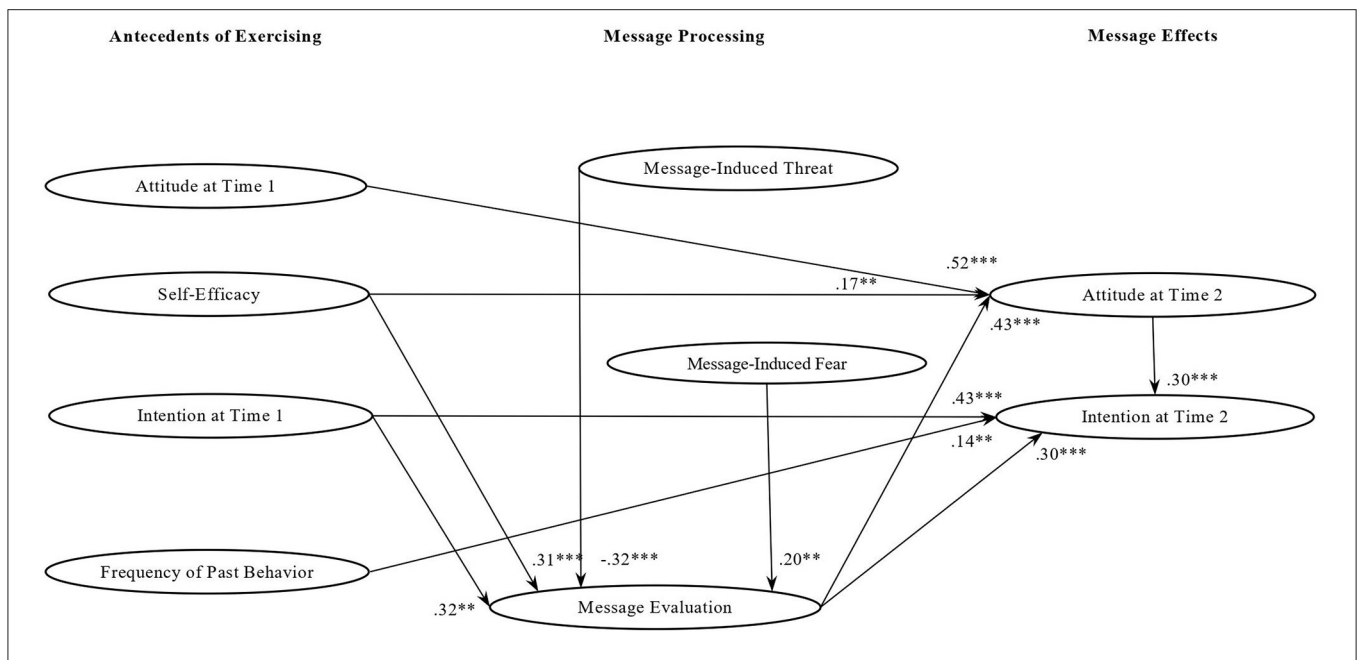 Antecedents of Exercising
Message Processing
Message Effects
Message-Induced Threat
Attitude at Time 1
.52***
.17**
Self-Efficacy
Attitude at Time 2
.43***
Message-Induced Fear
.30***
.43***
Intention at Time 1
Intention at Time 2
.14**
.30***
.31***
-.32***
.20**
Frequency of Past Behavior
.32**
Message Evaluation